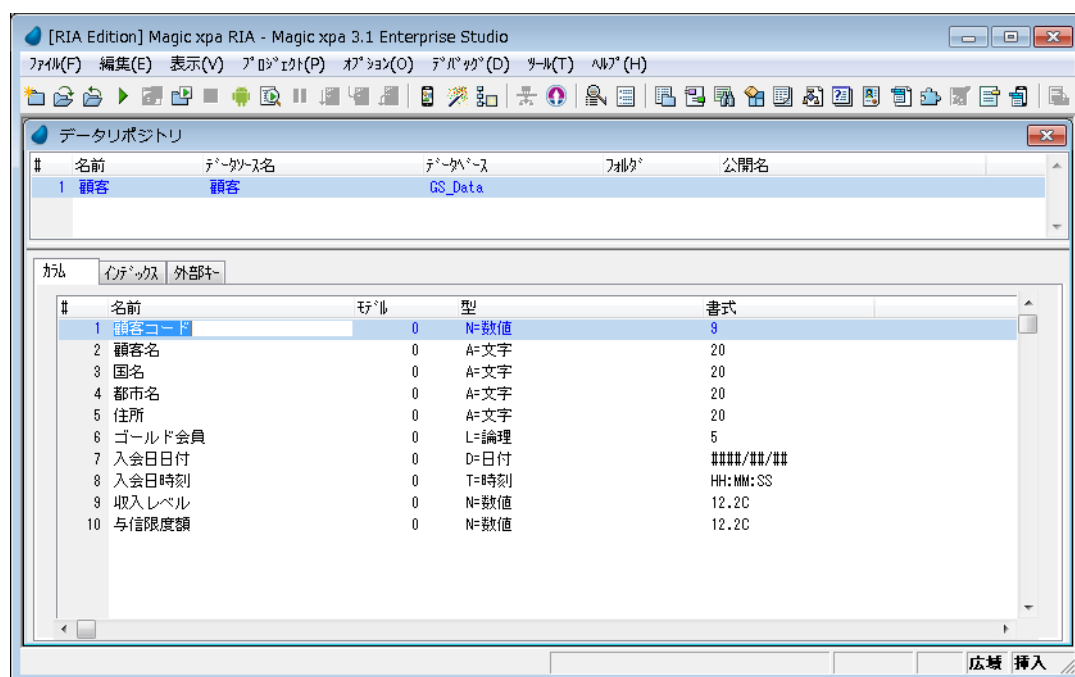 [RIA Edition] Magic xpa RIA - Magic xpa 3.1 Enterprise Studio
ﾌｧｲﾙ(F) 編集(E) 表示(V) ﾌﾟﾛｼﾞｪｸﾄ(P) ｵﾌﾟｼｮﾝ(O) ﾃﾞﾊﾞｯｸﾞ(D) ﾂｰﾙ(T) ﾍﾙﾌﾟ(H)
データリポジトリ
# 名前 ﾃﾞｰﾀｿｰｽ名 ﾃﾞｰﾀﾍﾞｰｽ ﾌｫﾙﾀﾞ 公開名
1 顧客 顧客 GS_Data
ｶﾗﾑ ｲﾝﾃﾞｯｸｽ 外部ｷｰ
# 名前 ﾓﾃﾞﾙ 型 書式
1 顧客コード 0 N=数値 9
2 顧客名 0 A=文字 20
3 国名 0 A=文字 20
4 都市名 0 A=文字 20
5 住所 0 A=文字 20
6 ゴールド会員 0 L=論理 5
7 入会日日付 0 D=日付 ####/##/##
8 入会日時刻 0 T=時刻 HH:MM:SS
9 収入レベル 0 N=数値 12.2C
10 与信限度額 0 N=数値 12.2C
広域 挿入